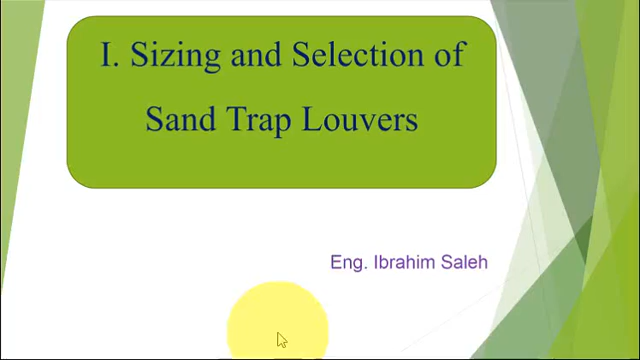 I. Sizing and Selection of
Sand Trap Louvers
Eng. Ibrahim Saleh